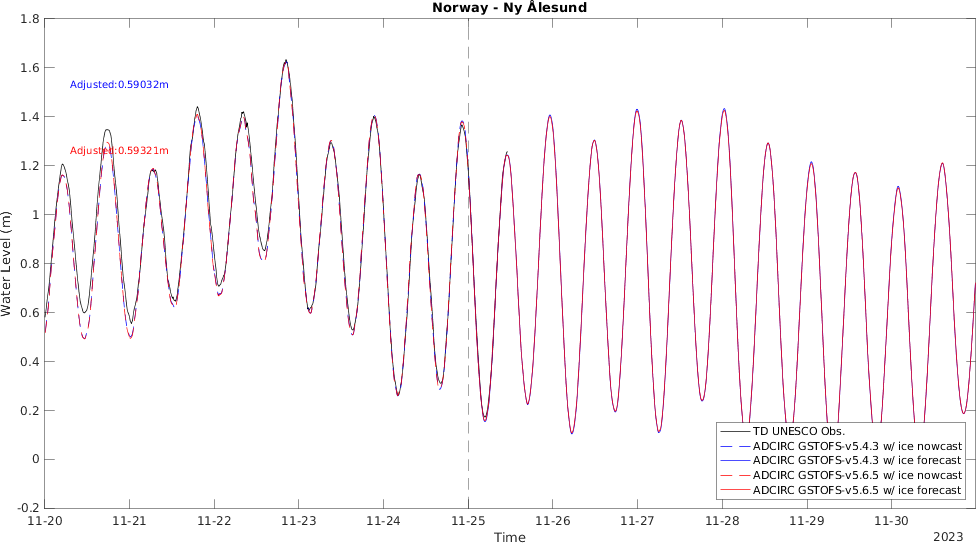 Norway - Ny Ålesund
1.8
1.6
1.4
1.2
1
0.8
0.6
0.4
0.2
0
-0.2
Water Level (m)
Adjusted:0.59032m
Adjusted:0.59321m
TD UNESCO Obs.
ADCIRC GSTOFS-v5.4.3 w/ ice nowcast
ADCIRC GSTOFS-v5.4.3 w/ ice forecast
ADCIRC GSTOFS-v5.6.5 w/ ice nowcast
ADCIRC GSTOFS-v5.6.5 w/ ice forecast
11-20 11-21 11-22 11-23 11-24 11-25 11-26 11-27 11-28 11-29 11-30
Time
2023